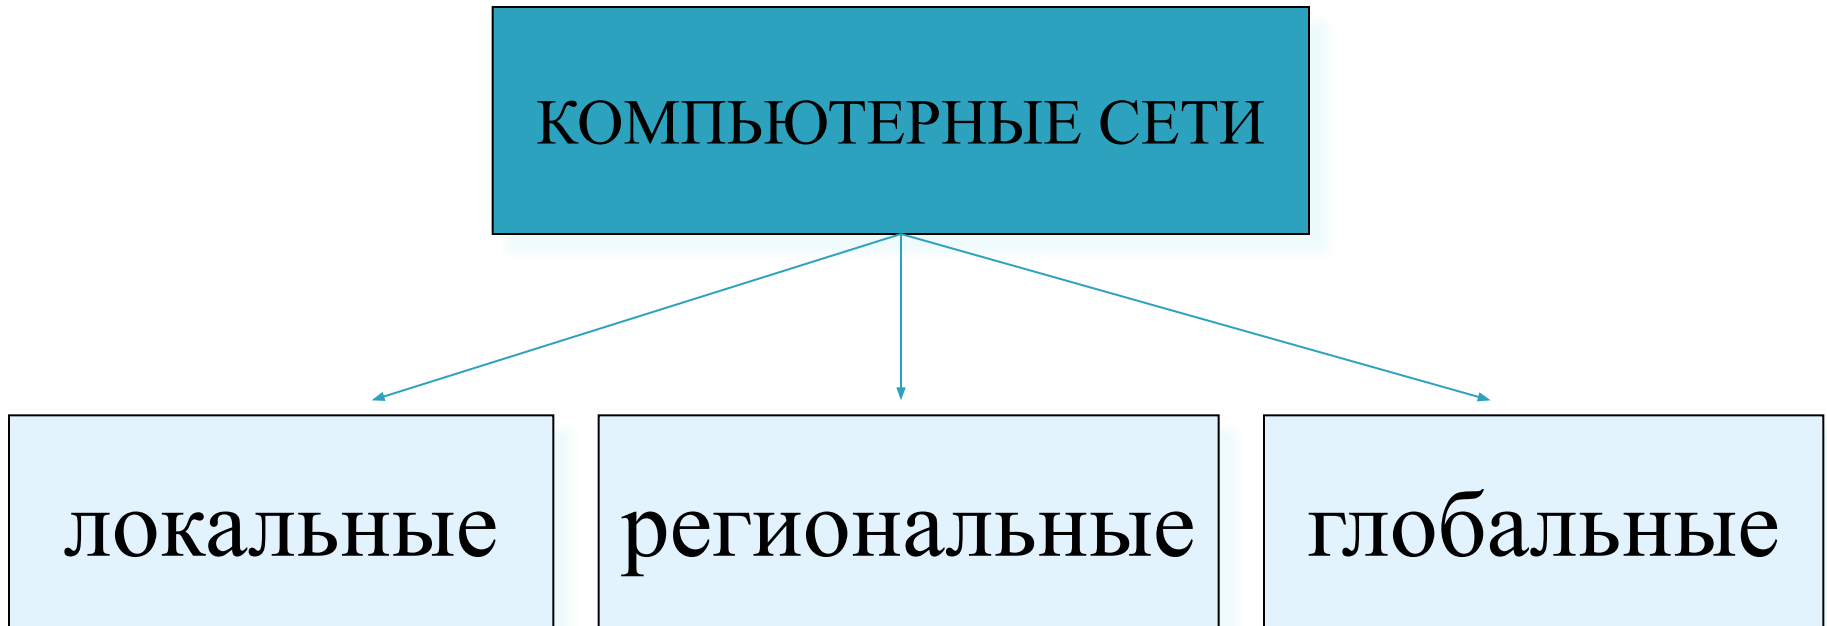 КОМПЬЮТЕРНЫЕ СЕТИ
локальные
региональные
глобальные